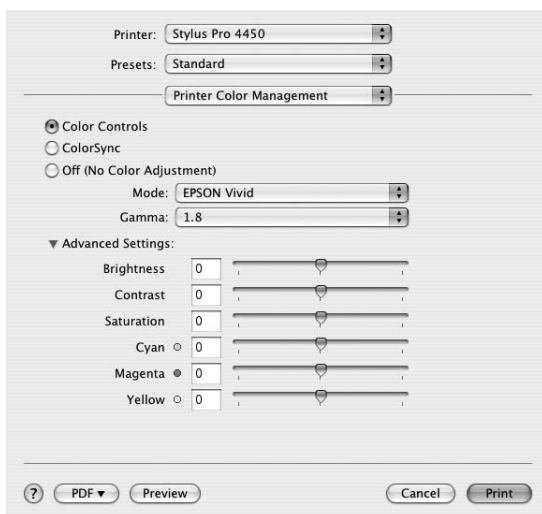 Printer: Stylus Pro 4450
Presets: Standard
Printer Color Management
Color Controls
ColorSync
Off (No Color Adjustment)
Mode: EPSON Vivid
Gamma: 1.8
Advanced Settings:
Brightness 0
Contrast 0
Saturation 0
Cyan 0
Magenta 0
Yellow 0
? PDF Preview Cancel Print